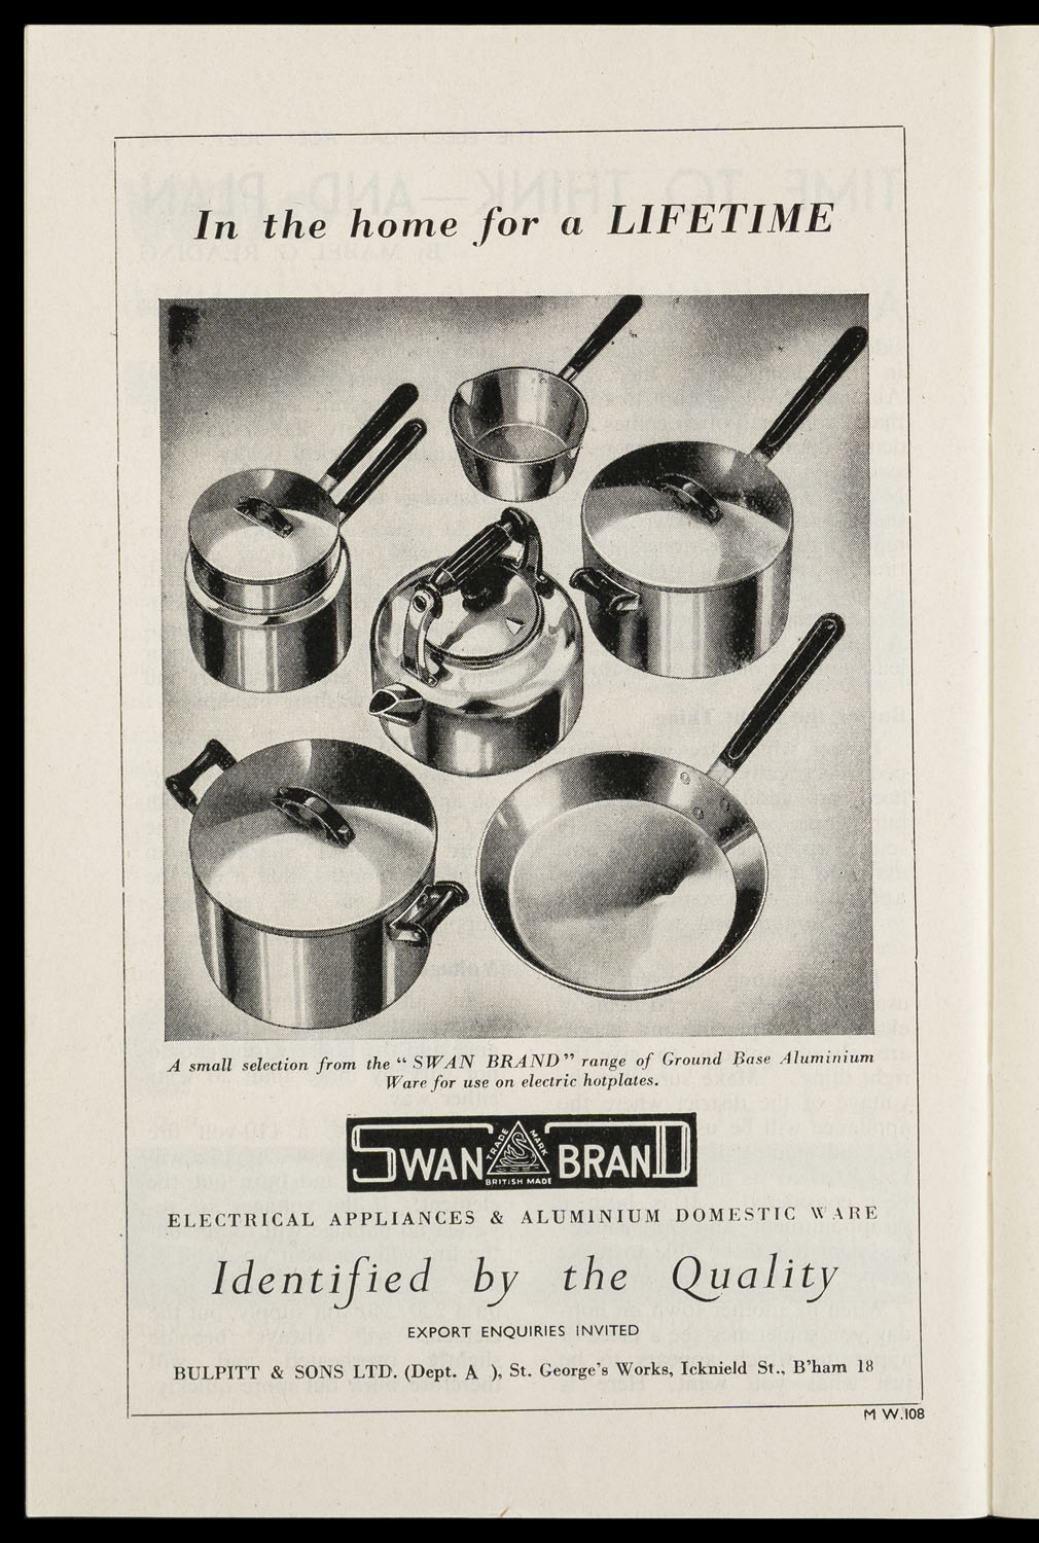 In the home for a LIFETIME
A small selection from the “ SWAN BRAND” range of Ground Base Aluminium
Ware for use on electric hotplates.
SWAN TRADE MARK BRAND
BRITISH MADE
ELECTRICAL APPLIANCES & ALUMINIUM DOMESTIC WARE
Identified by the Quality
EXPORT ENQUIRIES INVITED
BULPITT & SONS LTD. (Dept. A ), St. George's Works, Icknield St., B'ham 18
M W.108